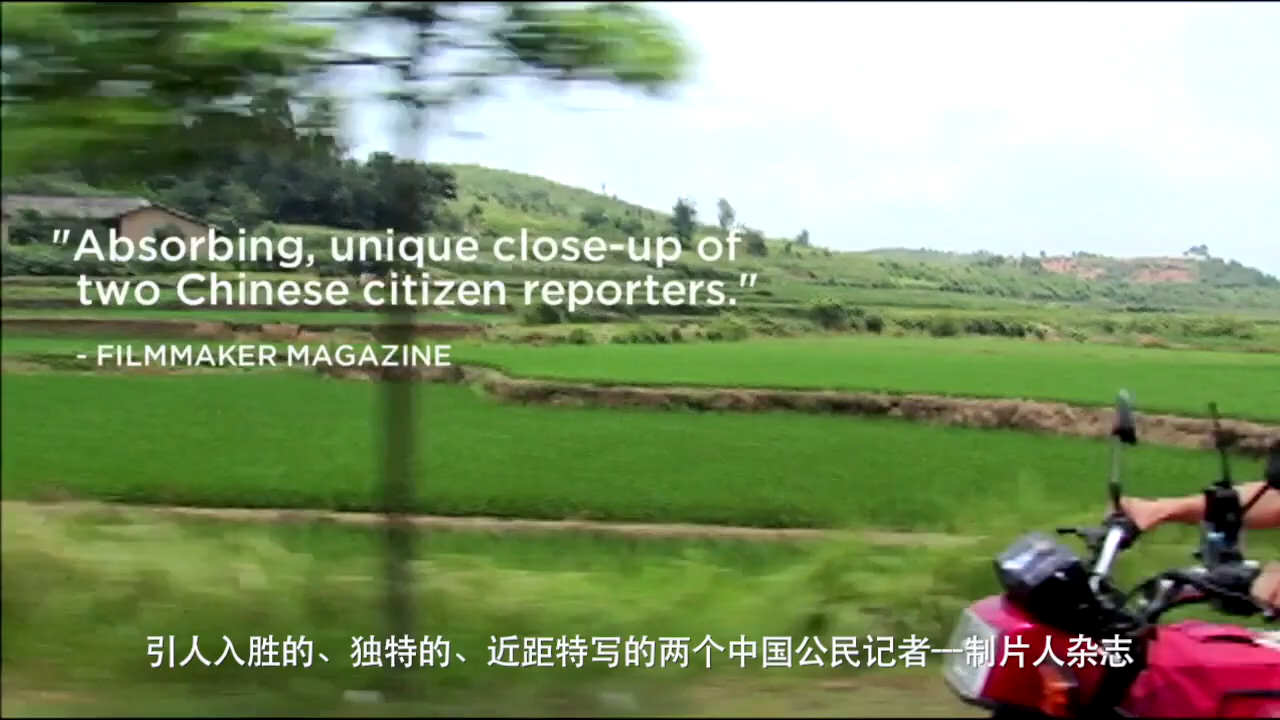 "Absorbing, unique close-up of
two Chinese citizen reporters."
- FILMMAKER MAGAZINE
引人入胜的、独特的、近距特写的两个中国公民记者---制片人杂志